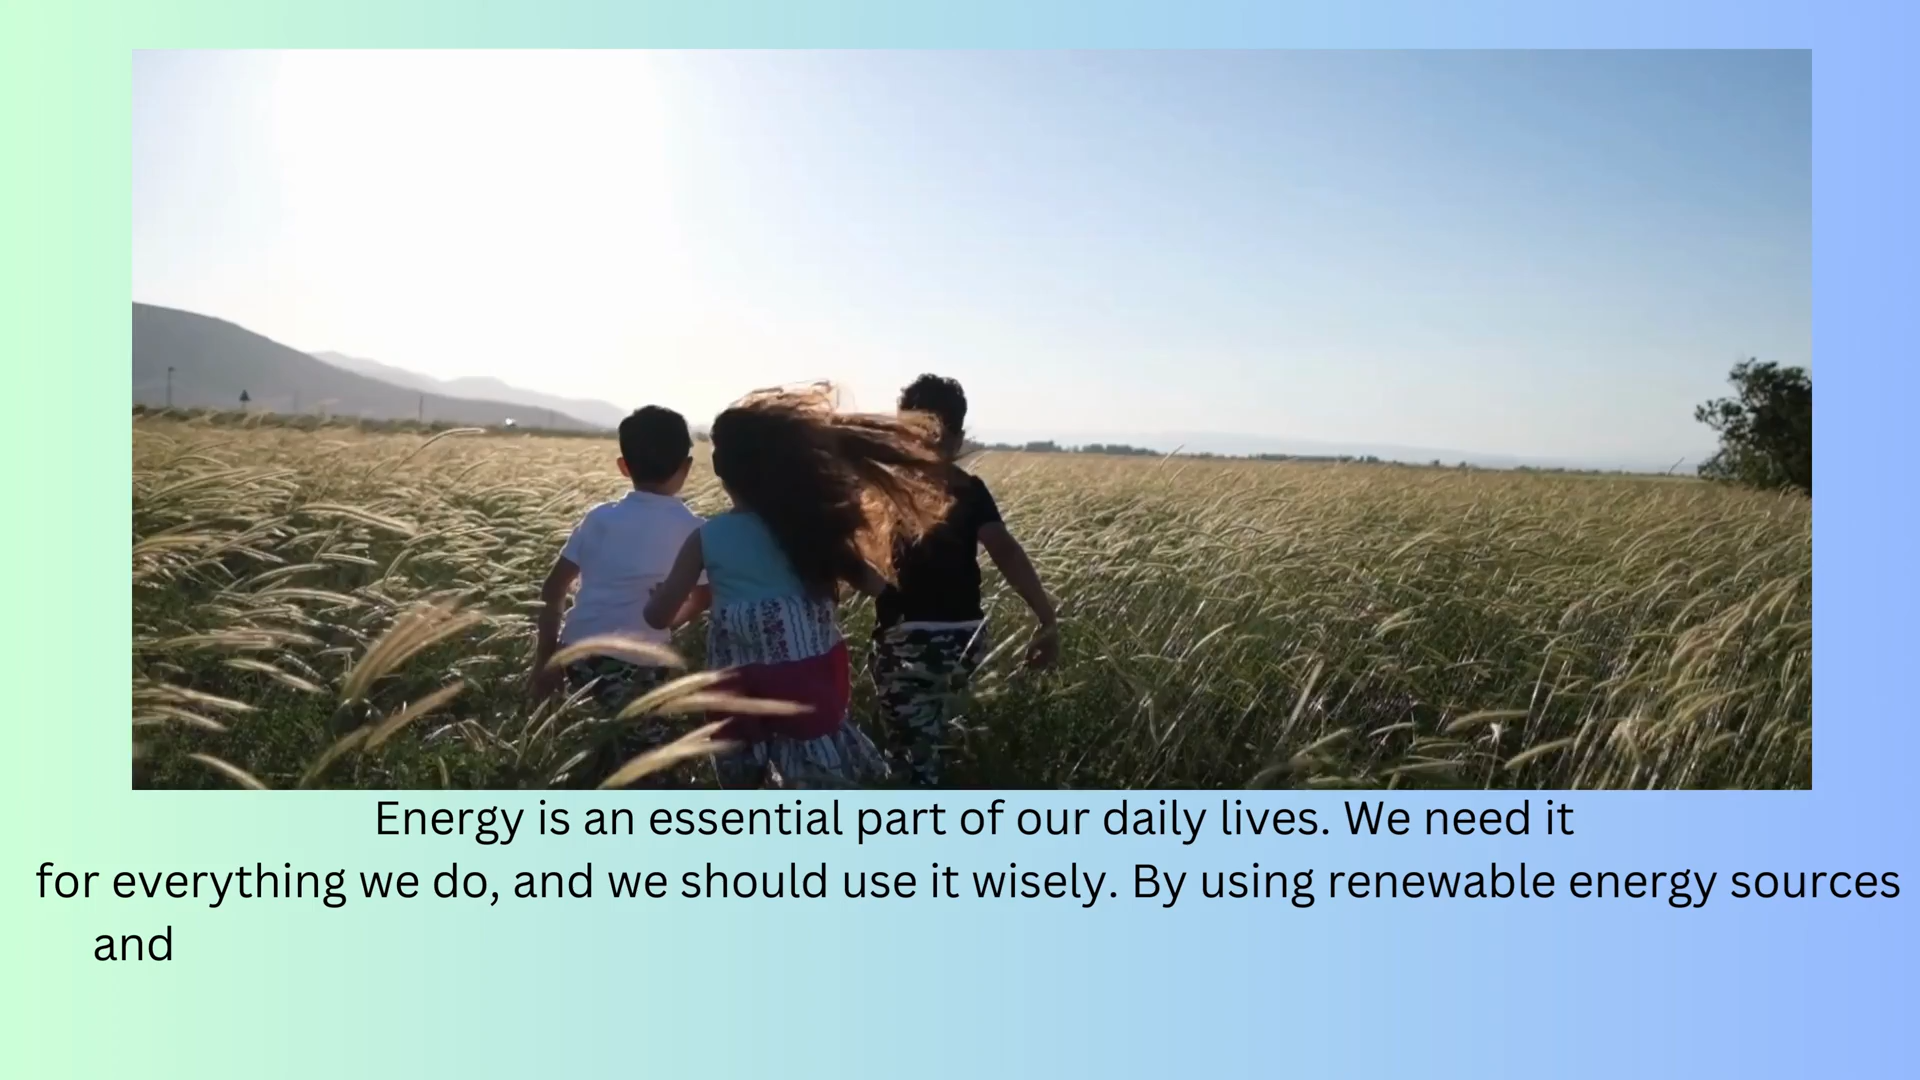 Energy is an essential part of our daily lives. We need it
for everything we do, and we should use it wisely. By using renewable energy sources
and